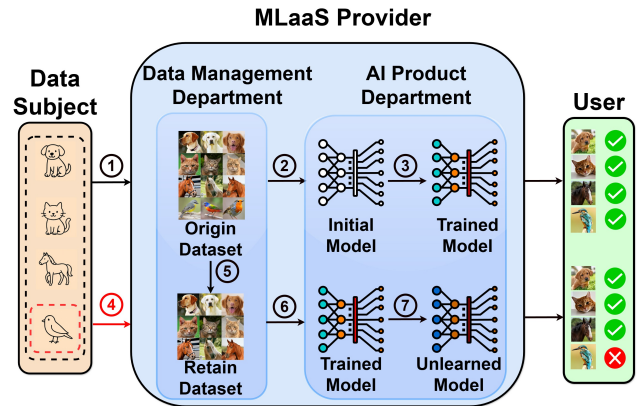 MLaaS Provider
Data
Subject
Data Management
Department
AI Product
Department
User
1
2
3
Origin
Dataset
Initial
Model
Trained
Model
4
5
6
7
Retain
Dataset
Trained
Model
Unlearned
Model